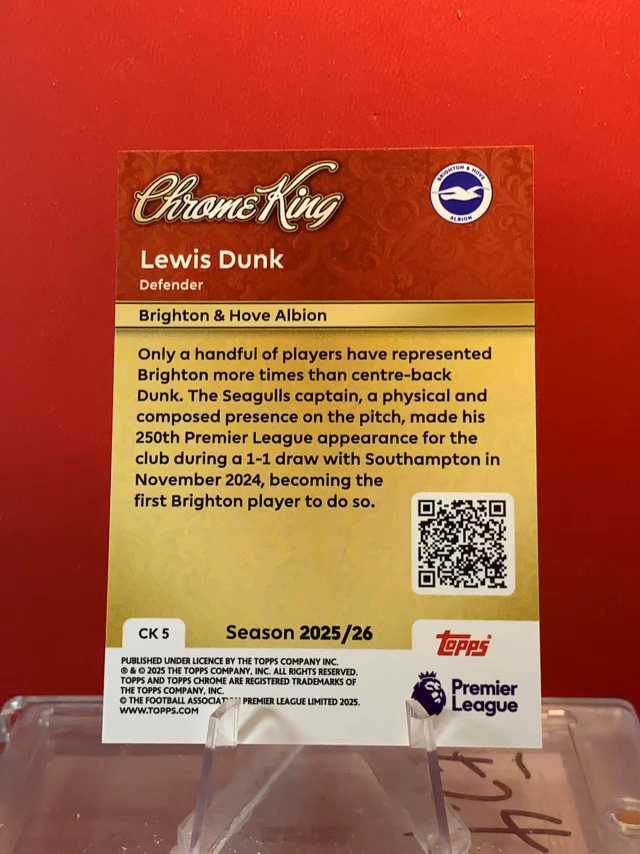 Chrome King
BRIGHTON & HOVE
ALBION
Lewis Dunk
Defender
Brighton & Hove Albion
Only a handful of players have represented
Brighton more times than centre-back
Dunk. The Seagulls captain, a physical and
composed presence on the pitch, made his
250th Premier League appearance for the
club during a 1-1 draw with Southampton in
November 2024, becoming the
first Brighton player to do so.
CK 5
Season 2025/26
topps
PUBLISHED UNDER LICENCE BY THE TOPPS COMPANY INC.
® & © 2025 THE TOPPS COMPANY, INC. ALL RIGHTS RESERVED.
TOPPS AND TOPPS CHROME ARE REGISTERED TRADEMARKS OF
THE TOPPS COMPANY, INC.
© THE FOOTBALL ASSOCIAT PREMIER LEAGUE LIMITED 2025.
WWW.TOPPS.COM
Premier
League